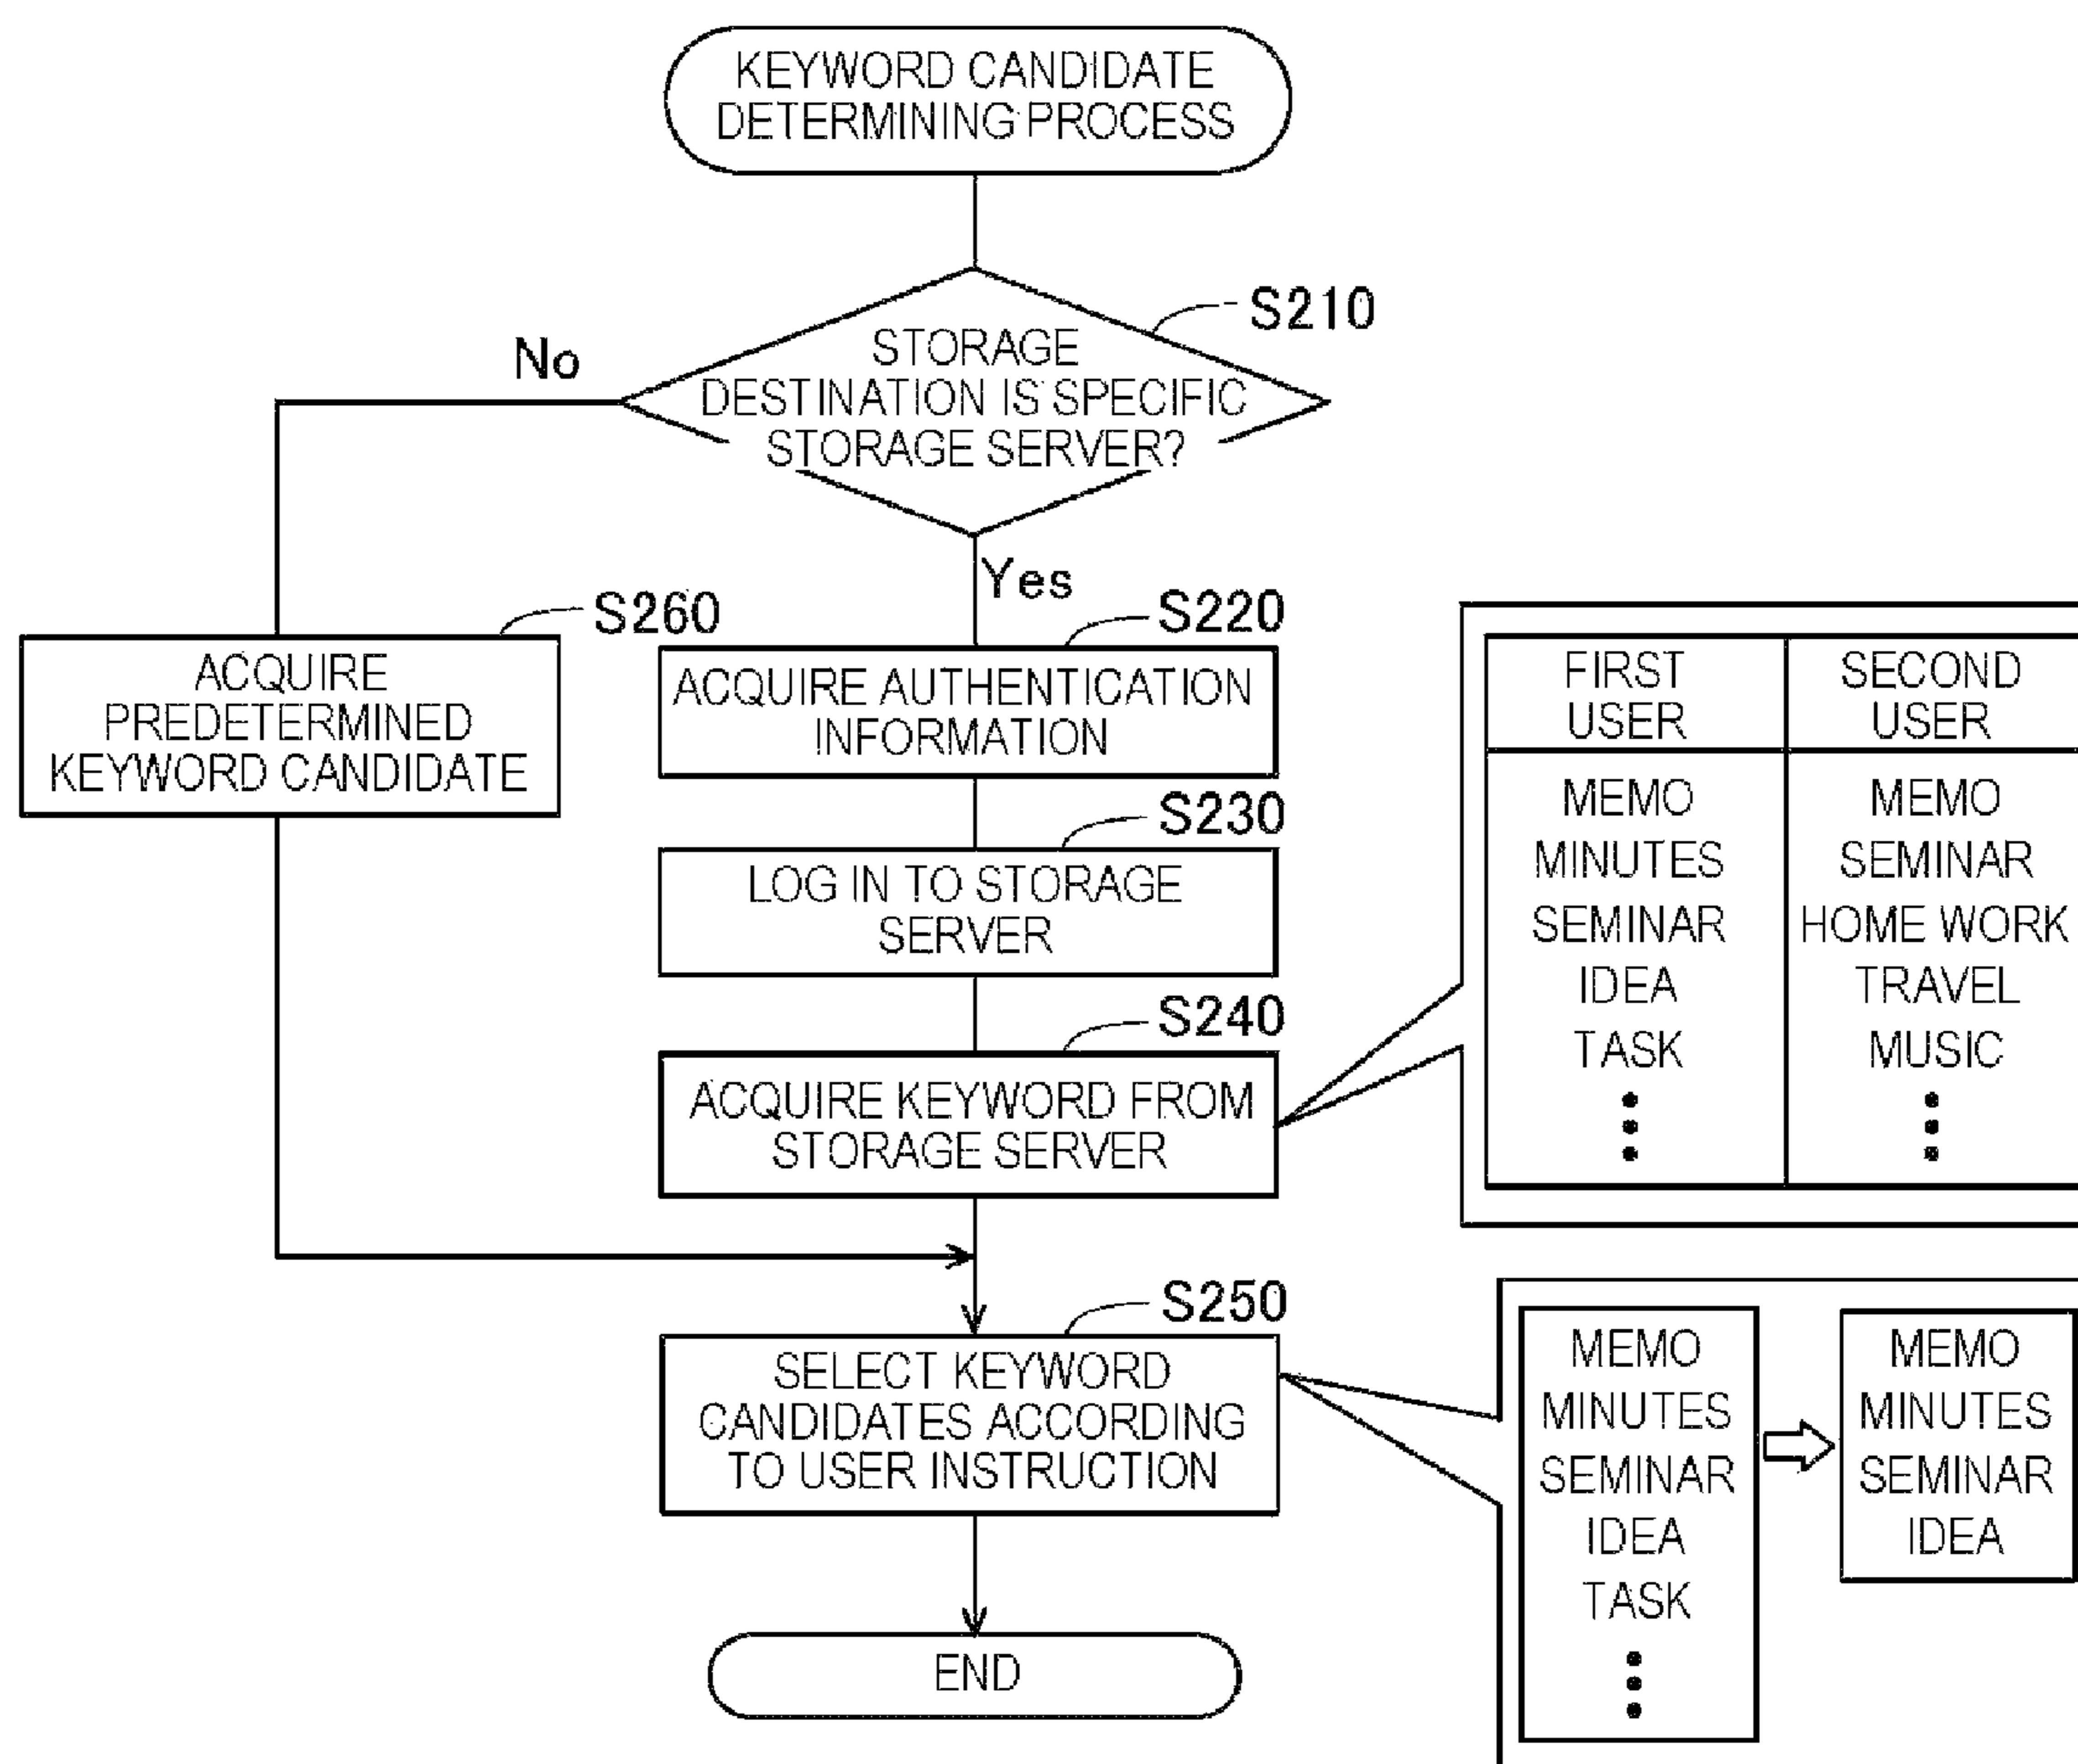 KEYWORD CANDIDATE
DETERMINING PROCESS
S210
STORAGE
DESTINATION IS SPECIFIC
STORAGE SERVER?
No
Yes
S260
ACQUIRE
PREDETERMINED
KEYWORD CANDIDATE
S220
ACQUIRE AUTHENTICATION
INFORMATION
S230
LOG IN TO STORAGE
SERVER
S240
ACQUIRE KEYWORD FROM
STORAGE SERVER
FIRST
USER
MEMO
MINUTES
SEMINAR
IDEA
TASK
SECOND
USER
MEMO
SEMINAR
HOME WORK
TRAVEL
MUSIC
S250
SELECT KEYWORD
CANDIDATES ACCORDING
TO USER INSTRUCTION
MEMO
MINUTES
SEMINAR
IDEA
TASK
MEMO
MINUTES
SEMINAR
IDEA
END